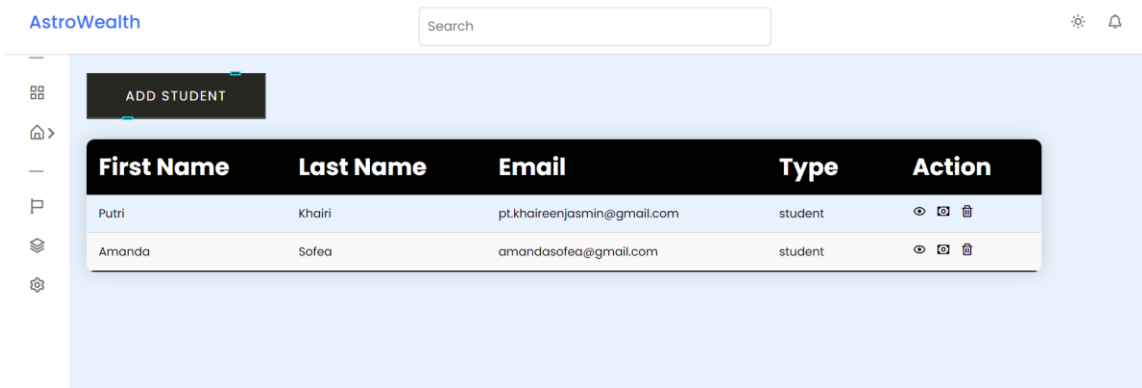 AstroWealth Search
ADD STUDENT
First Name Last Name Email Type Action
Putri Khairi pt.khaireenjasmin@gmail.com student
Amanda Sofea amandasofea@gmail.com student